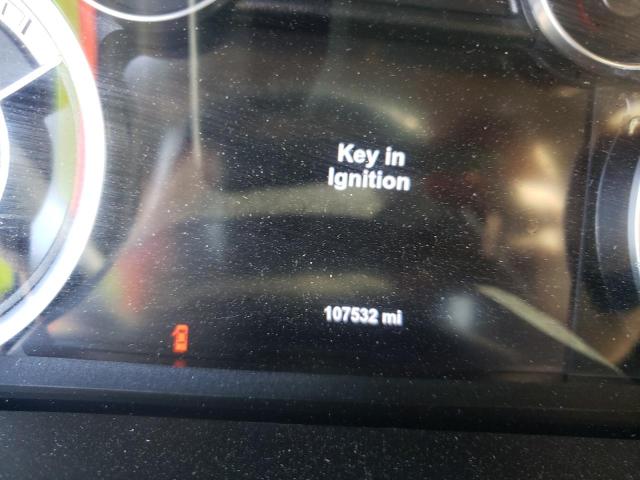 Key in
Ignition
107532 mi